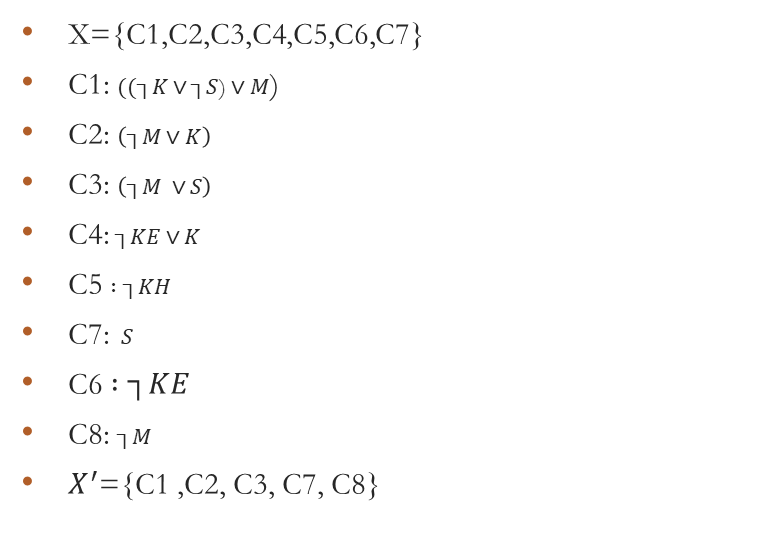 • X={C1,C2,C3,C4,C5,C6,C7}
• C1: ((┐K ∨ ┐S) ∨ M)
• C2: (┐M ∨ K)
• C3: (┐M ∨ S)
• C4: ┐KE ∨ K
• C5 : ┐KH
• C7: S
• C6 : ┐KE
• C8: ┐M
• X′={C1 ,C2, C3, C7, C8}